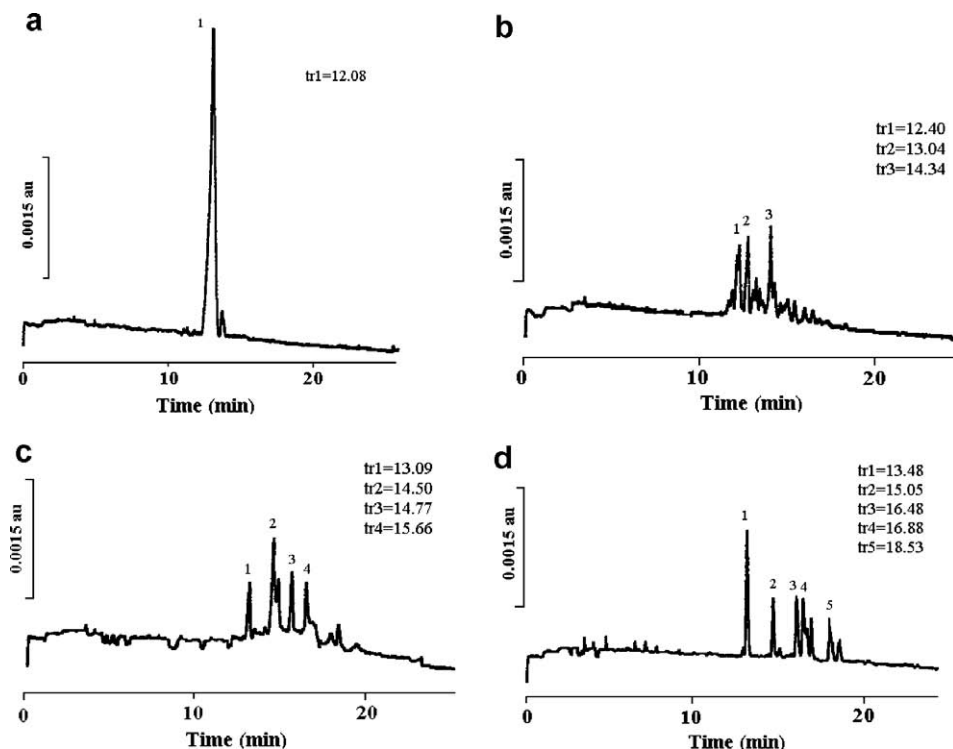 a
1
tr1=12.08
0.0015 au
0 10 20
Time (min)
b
tr1=12.40
tr2=13.04
tr3=14.34
0.0015 au
1 2 3
0 10 20
Time (min)
c
tr1=13.09
tr2=14.50
tr3=14.77
tr4=15.66
0.0015 au
1 2 3 4
0 10 20
Time (min)
d
tr1=13.48
tr2=15.05
tr3=16.48
tr4=16.88
tr5=18.53
0.0015 au
1 2 3 4 5
0 10 20
Time (min)